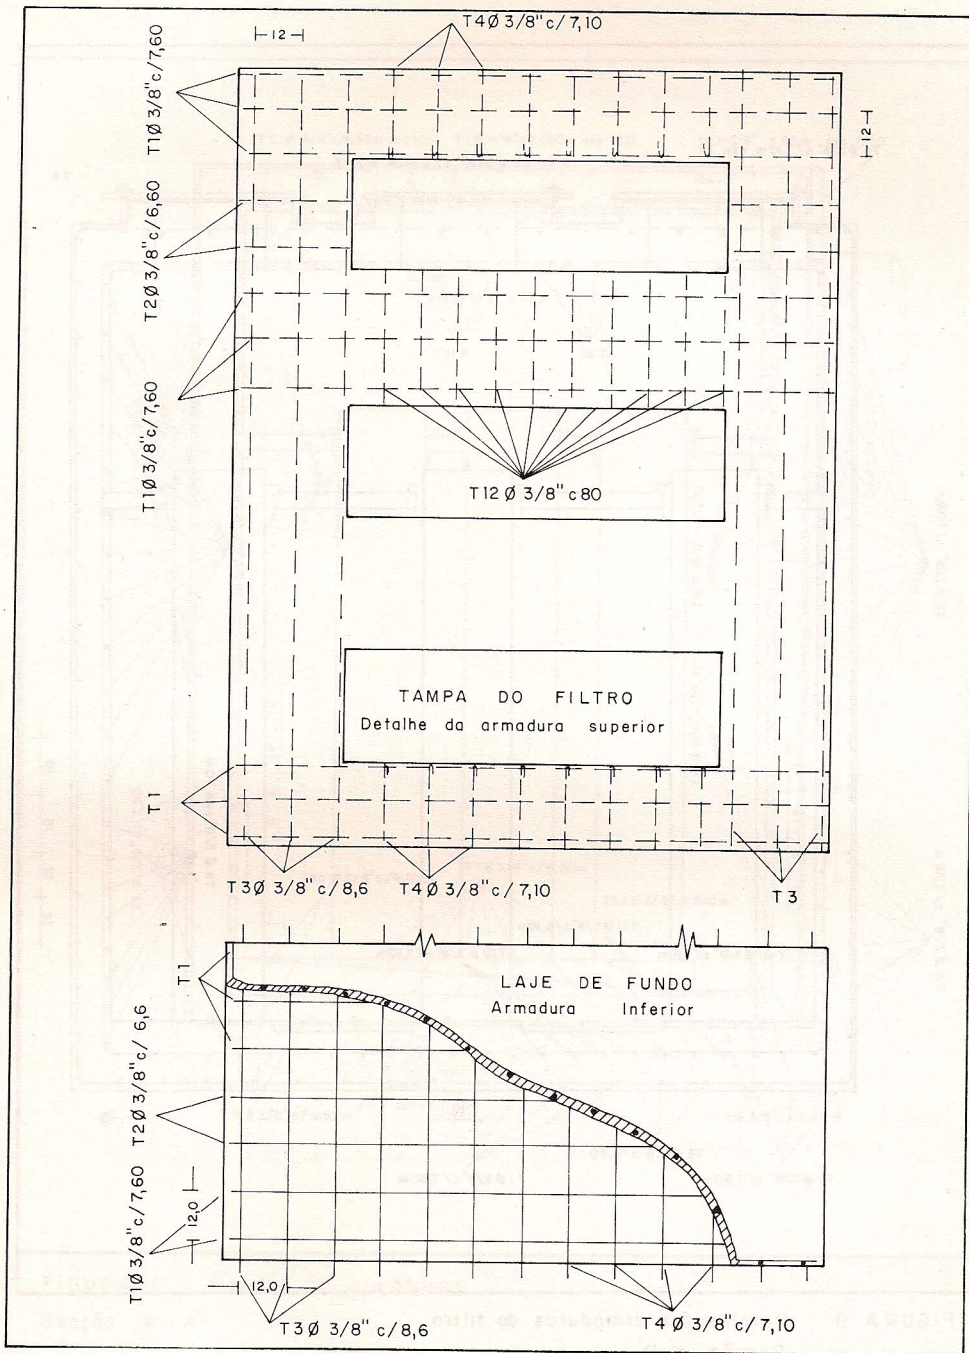 T4Ø 3/8"c/7,10
12
T1Ø 3/8"c/7,60
12
T2Ø 3/8"c/6,60
T1Ø 3/8"c/7,60
T12 Ø 3/8" c 80
TAMPA DO FILTRO
Detalhe da armadura superior
T1
T3Ø 3/8"c/8,6
T4Ø 3/8"c/7,10
T3
LAJE DE FUNDO
Armadura Inferior
T1
T2Ø 3/8"c/ 6,6
T1Ø 3/8"c/7,60
12,0
12,0
T3Ø 3/8" c/8,6
T4 Ø 3/8"c/ 7,10
FIGURA 9